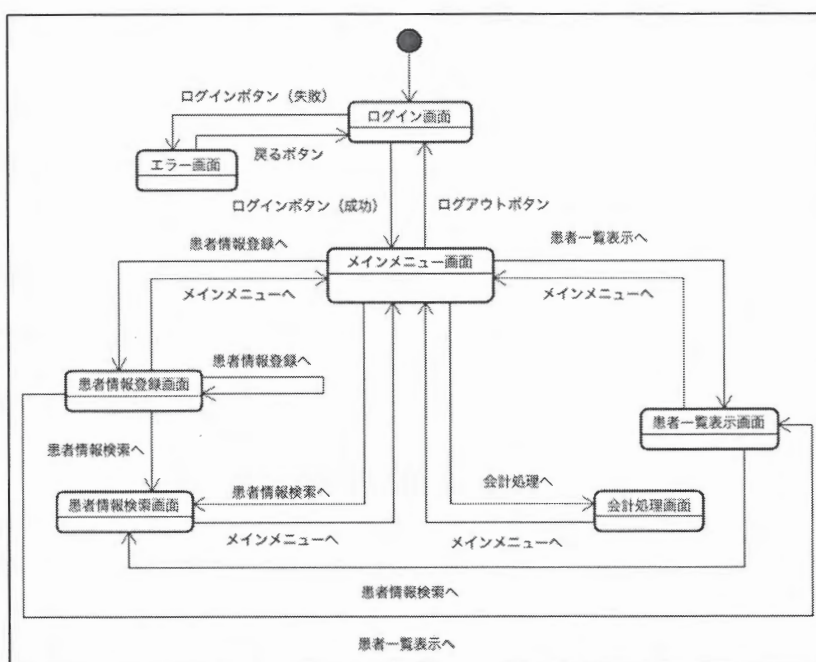 ログインボタン（失敗）
ログイン画面
戻るボタン
エラー画面
ログインボタン（成功）
ログアウトボタン
患者情報登録へ
患者一覧表示へ
メインメニュー画面
メインメニューへ
メインメニューへ
患者情報登録へ
患者情報登録画面
患者一覧表示画面
患者情報検索へ
患者情報検索へ
会計処理へ
患者情報検索画面
会計処理画面
メインメニューへ
メインメニューへ
患者情報検索へ
患者一覧表示へ